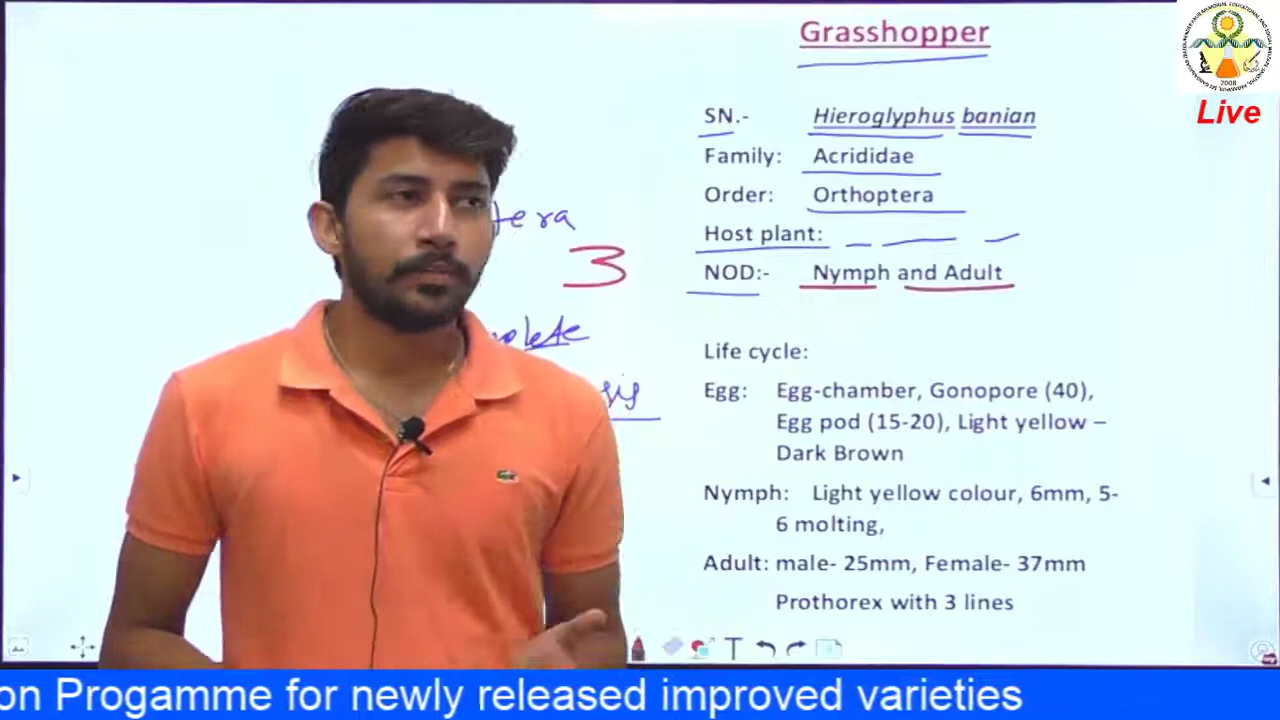 Grasshopper
SN.- Hieroglyphus banian
Family: Acrididae
Order: Orthoptera
Host plant:
NOD:- Nymph and Adult
Life cycle:
Egg: Egg-chamber, Gonopore (40),
Egg pod (15-20), Light yellow –
Dark Brown
Nymph: Light yellow colour, 6mm, 5-
6 molting,
Adult: male- 25mm, Female- 37mm
Prothorex with 3 lines
tera
3
2008
Live
on Progamme for newly released improved varieties